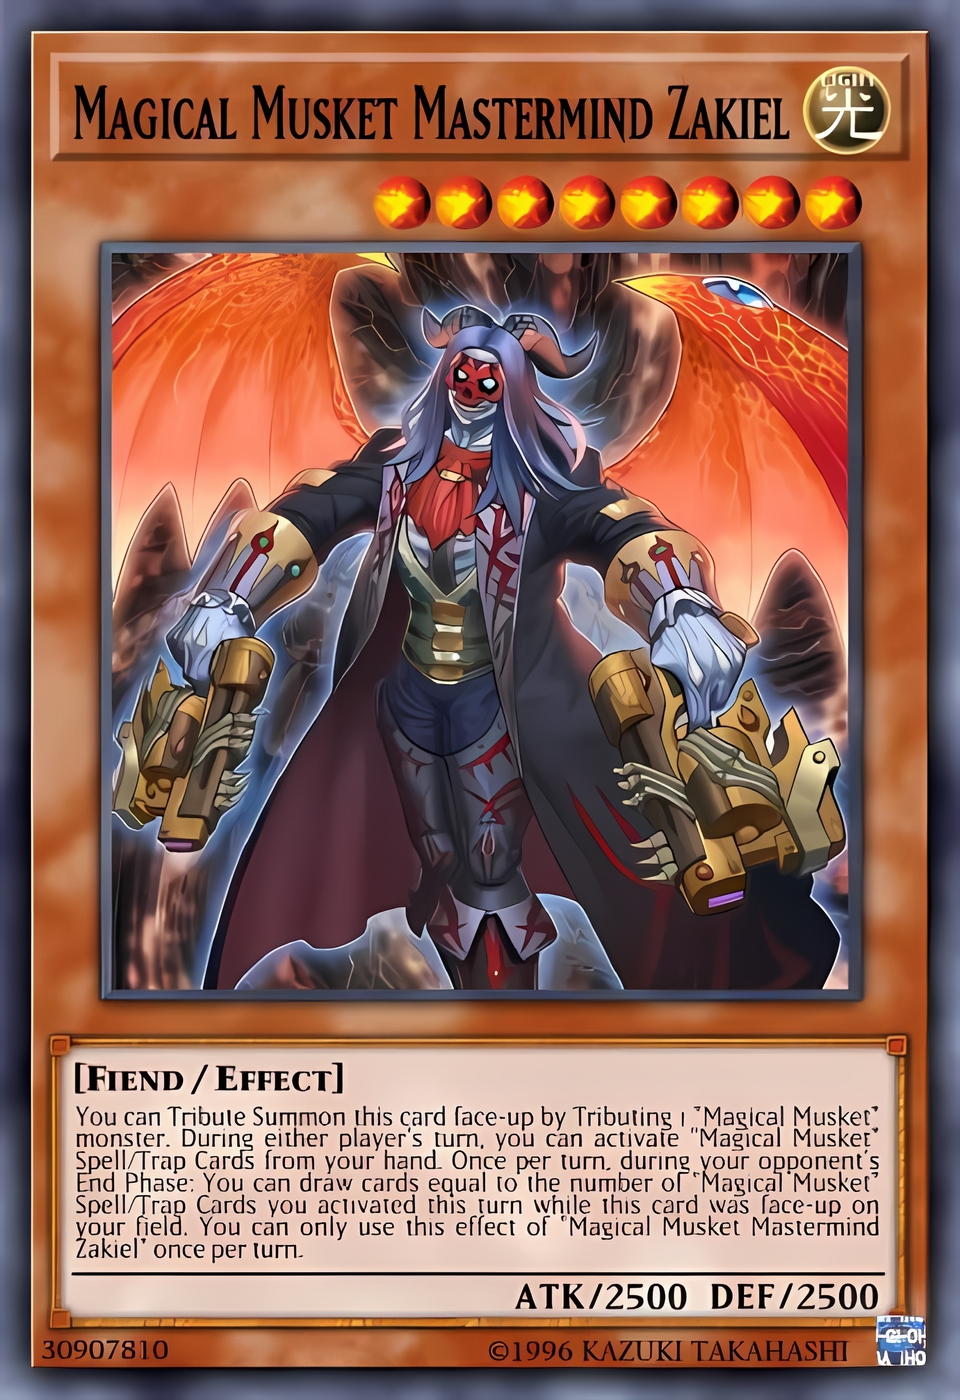 MAGICAL MUSKET MASTERMIND ZAKIEL
光
[FIEND / EFFECT]
You can Tribute Summon this card face-up by Tributing 1 "Magical Musket"
monster. During either player's turn, you can activate "Magical Musket"
Spell/Trap Cards from your hand. Once per turn, during your opponent's
End Phase: You can draw cards equal to the number of "Magical Musket"
Spell/Trap Cards you activated this turn while this card was face-up on
your field. You can only use this effect of "Magical Musket Mastermind
Zakiel" once per turn.
ATK/2500 DEF/2500
30907810
©1996 KAZUKI TAKAHASHI